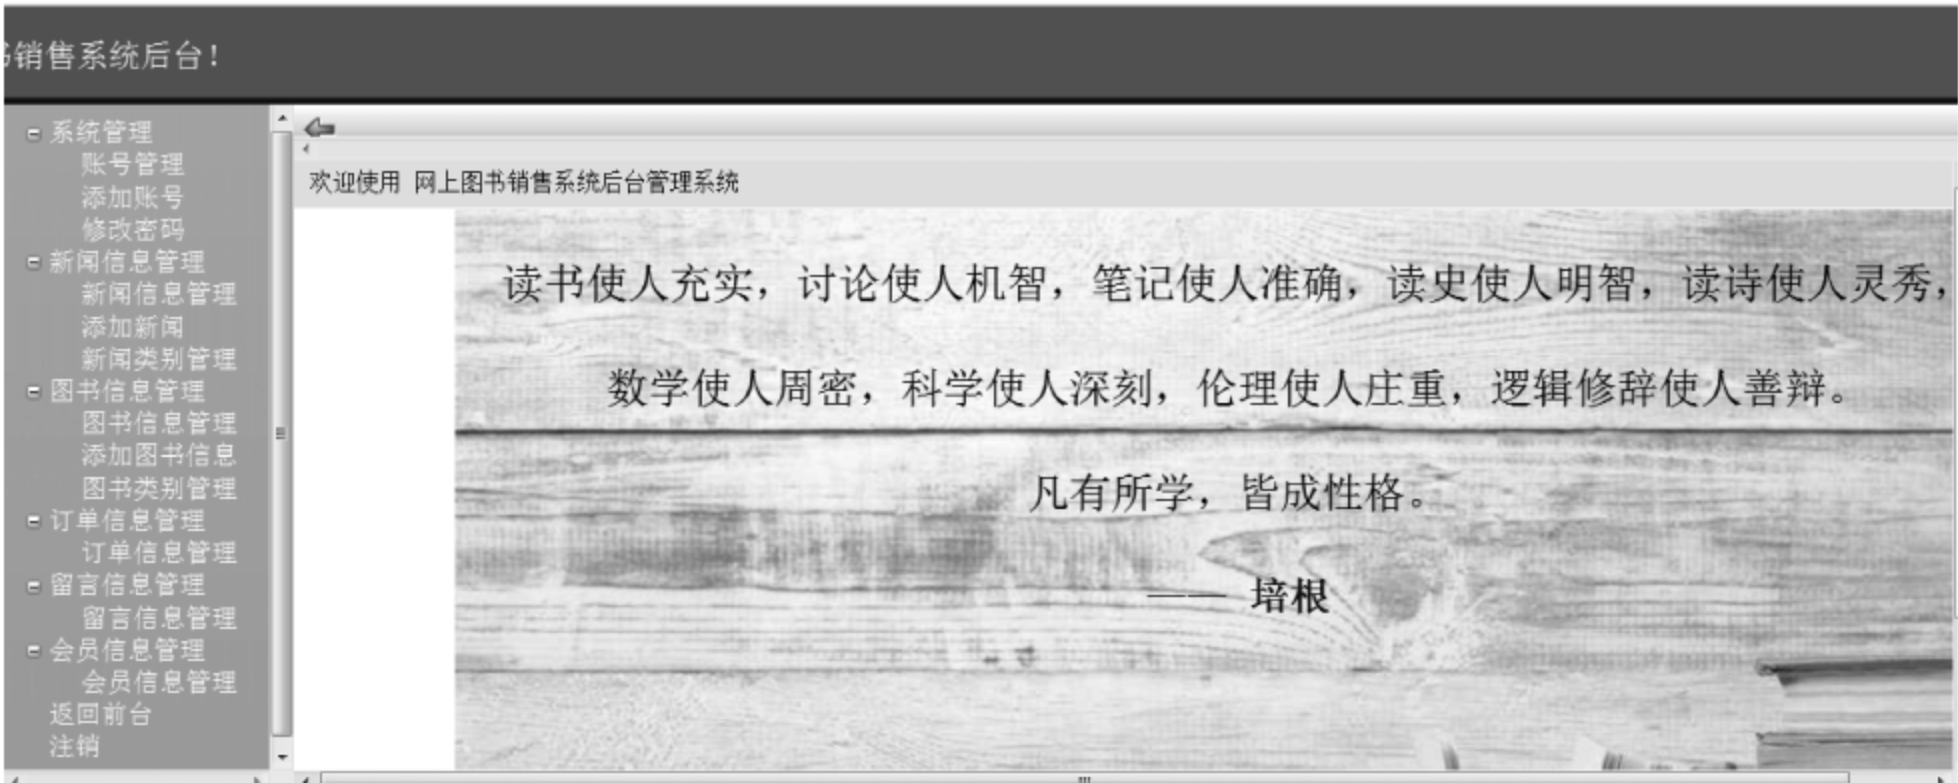 销售系统后台！
系统管理
账号管理
添加账号
修改密码
新闻信息管理
新闻信息管理
添加新闻
新闻类别管理
图书信息管理
图书信息管理
添加图书信息
图书类别管理
订单信息管理
订单信息管理
留言信息管理
留言信息管理
会员信息管理
会员信息管理
返回前台
注销
欢迎使用 网上图书销售系统后台管理系统
读书使人充实，讨论使人机智，笔记使人准确，读史使人明智，读诗使人灵秀，
数学使人周密，科学使人深刻，伦理使人庄重，逻辑修辞使人善辩。
凡有所学，皆成性格。
—— 培根